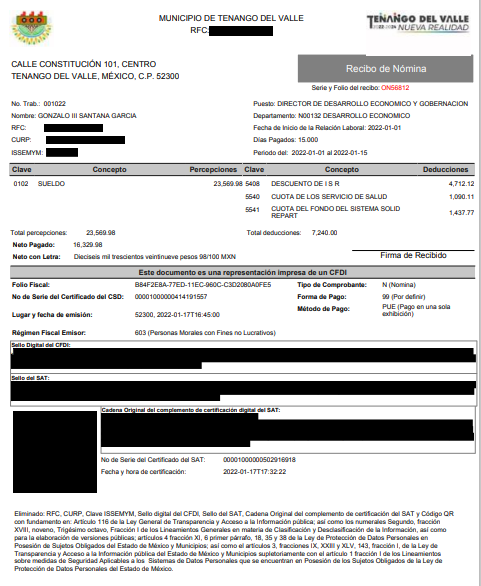 MUNICIPIO DE TENANGO DEL VALLE
RFC:
TENANGO DEL VALLE
NUEVA REALIDAD
CALLE CONSTITUCIÓN 101, CENTRO
TENANGO DEL VALLE, MÉXICO, C.P. 52300
Recibo de Nómina
Serie y Folio del recibo: ON56812
No. Trab.: 001022
Puesto: DIRECTOR DE DESARROLLO ECONOMICO Y GOBERNACION
Nombre: GONZALO III SANTANA GARCIA
Departamento: N00132 DESARROLLO ECONOMICO
RFC:
Fecha de Inicio de la Relación Laboral: 2022-01-01
CURP:
Días Pagados: 15.000
ISSEMYM:
Periodo del: 2022-01-01 al 2022-01-15
Clave Concepto Percepciones Clave Concepto Deducciones
0102 SUELDO 23,569.98 5408 DESCUENTO DE I S R 4,712.12
5540 CUOTA DE LOS SERVICIO DE SALUD 1,090.11
5541 CUOTA DEL FONDO DEL SISTEMA SOLID REPART 1,437.77
Total percepciones: 23,569.98 Total deducciones: 7,240.00
Neto Pagado: 16,329.98
Neto con Letra: Dieciseis mil trescientos veintinueve pesos 98/100 MXN
Firma de Recibido
Este documento es una representación impresa de un CFDI
Folio Fiscal: B84F2E8A-77ED-11EC-960C-C3D2080A0FE5 Tipo de Comprobante: N (Nomina)
No de Serie del Certificado del CSD: 00001000000414191557 Forma de Pago: 99 (Por definir)
Lugar y fecha de emisión: 52300, 2022-01-17T16:45:00 Método de Pago: PUE (Pago en una sola exhibición)
Régimen Fiscal Emisor: 603 (Personas Morales con Fines no Lucrativos)
Sello Digital del CFDI:
Sello del SAT:
Cadena Original del complemento de certificación digital del SAT:
No de Serie del Certificado del SAT: 00001000000502916918
Fecha y hora de certificación: 2022-01-17T17:32:22
Eliminado: RFC, CURP, Clave ISSEMYM, Sello digital del CFDI, Sello del SAT, Cadena Original del complemento de certificación del SAT y Código QR
con fundamento en: Artículo 116 de la Ley General de Transparencia y Acceso a la Información pública; así como los numerales Segundo, fracción
XVIII, noveno, Trigésimo octavo, Fracción I de los Lineamientos Generales en materia de Clasificación y Desclasificación de la Información, así como
para la elaboración de versiones públicas; artículos 4 fracción XI, 6 primer párrafo, 18, 35 y 38 de la Ley de Protección de Datos Personales en
Posesión de Sujetos Obligados del Estado de México y Municipios; así como el artículos 3, fracciones IX, XXIII y XLV, 143, fracción I, de la Ley de
Transparencia y Acceso a la Información pública del Estado de México y Municipios supletoriamente con el artículo 1 fracción I de los Lineamientos
sobre medidas de Seguridad Aplicables a los Sistemas de Datos Personales que se encuentran en Posesión de los Sujetos Obligados de la Ley de
Protección de Datos Personales del Estado de México.